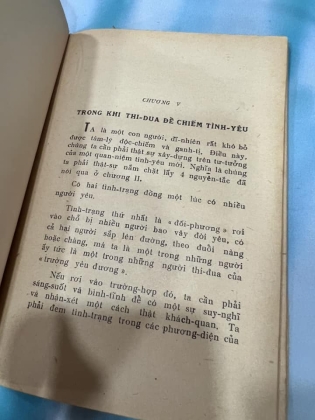 CHƯƠNG V
TRONG KHI THI-DUA ĐỂ CHIẾM TÌNH-YÊU
TA là một con người, dĩ-nhiên rất khó bỏ
được tâm-lý độc-chiếm và ganh-tị. Điều này,
chúng ta cần phải thật sự xây-dựng trên tư-tưởng
của một quan-niệm tình-yêu mới. Nghĩa là chúng
ta phải thật-sự nắm chặt lấy 4 nguyên-tắc đã
nói qua ở chương II.
Có hai tình-trạng đồng một lúc có nhiều
người yêu.
Tình-trạng thứ nhất là « đối-phương » rơi
vào chỗ bị nhiều người bao vây đòi yêu, có
cả hai người sắp lên đường, theo đuổi nàng
hoặc chàng, mà ta là một trong những người
ấy tức là một trong những người thi-đua của
« trường yêu đương ».
Nếu rơi vào trường-hợp đó, ta cần phải
sáng-suốt và bình-tĩnh để có một sự suy-nghĩ
và nhận-xét một cách thật khách-quan. Ta
phải đem tình-trạng trong các phương-diện của